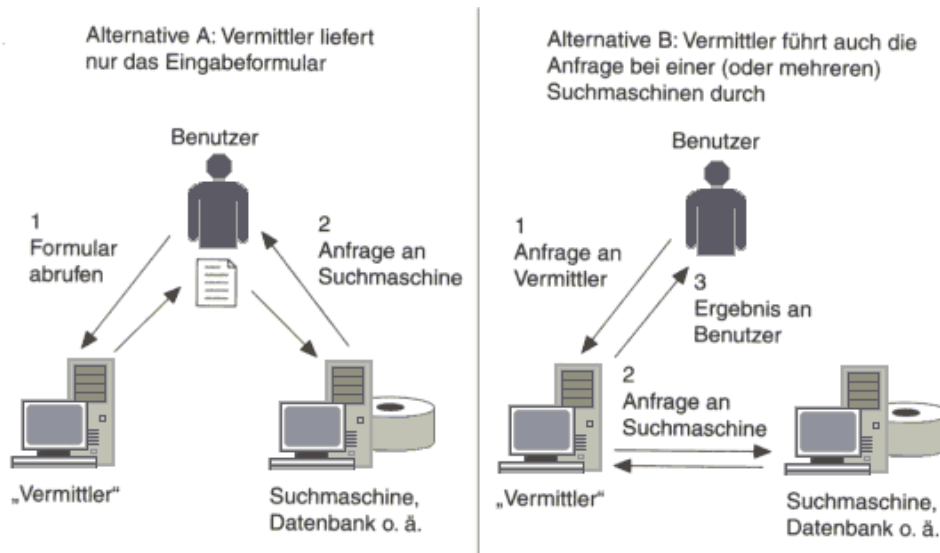 Alternative A: Vermittler liefert
nur das Eingabeformular
Benutzer
1
Formular
abrufen
2
Anfrage an
Suchmaschine
„Vermittler“
Suchmaschine,
Datenbank o. ä.
Alternative B: Vermittler führt auch die
Anfrage bei einer (oder mehreren)
Suchmaschinen durch
Benutzer
1
Anfrage an
Vermittler
3
Ergebnis an
Benutzer
2
Anfrage an
Suchmaschine
„Vermittler“
Suchmaschine,
Datenbank o. ä.